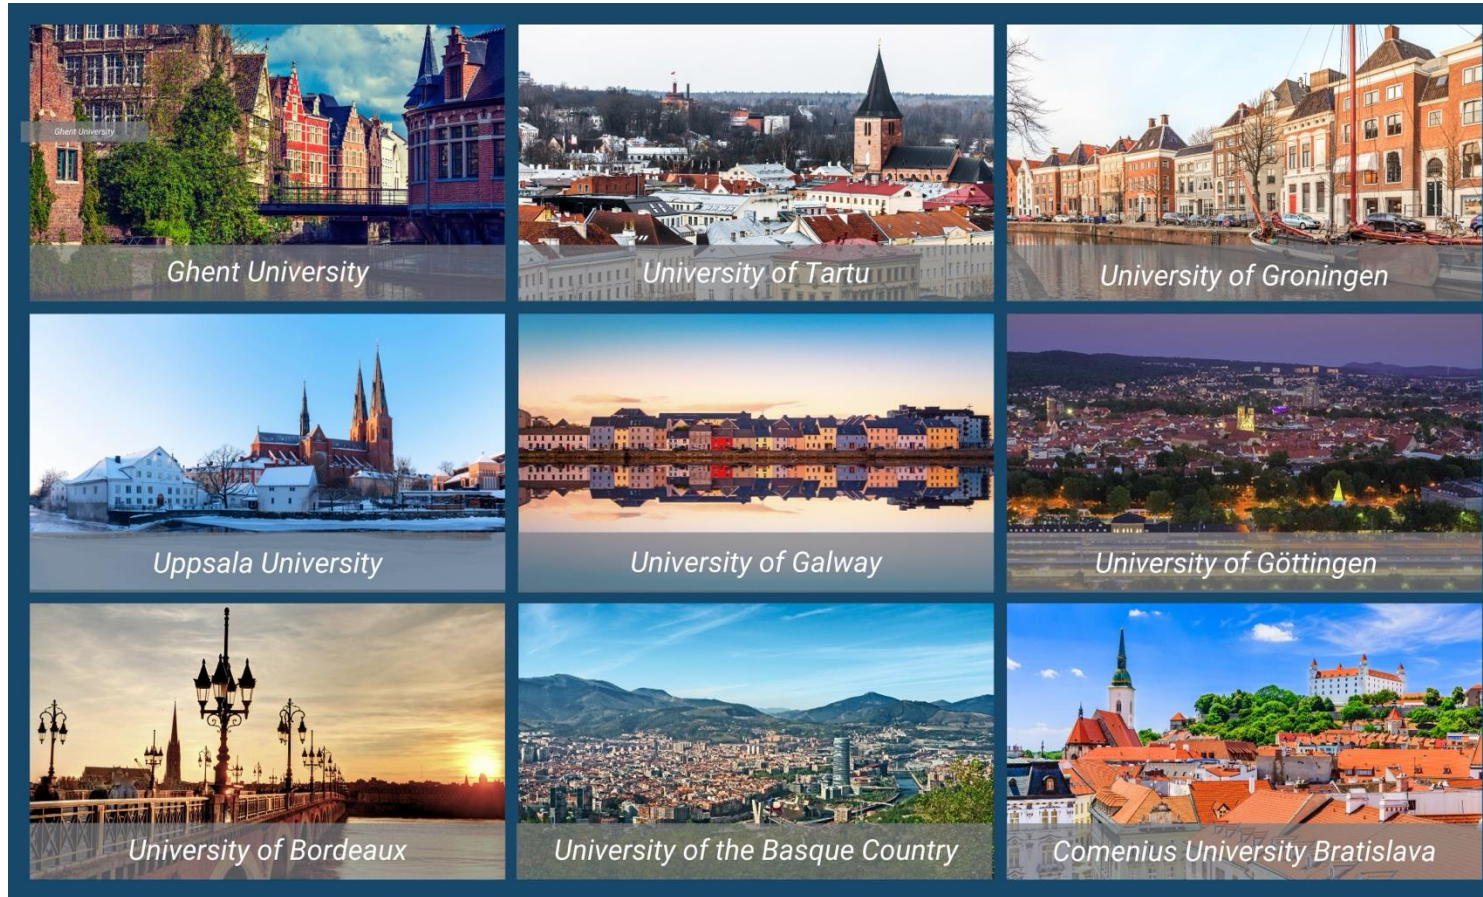 Ghent University
Ghent University
University of Tartu
University of Groningen
Uppsala University
University of Galway
University of Göttingen
University of Bordeaux
University of the Basque Country
Comenius University Bratislava